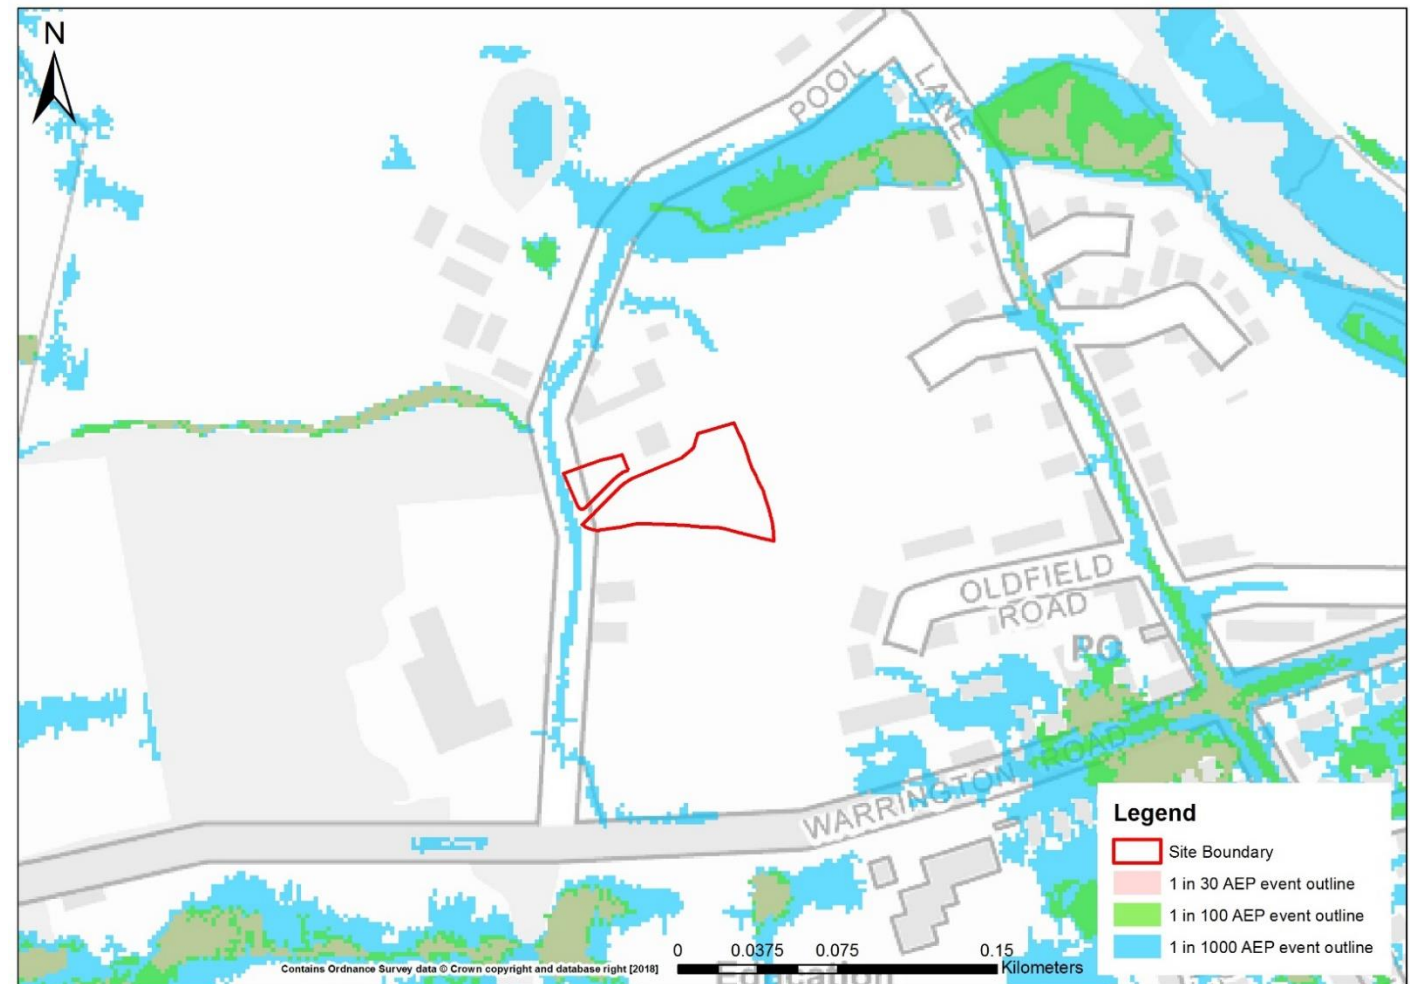 N
POOL
LANE
OLDFIELD
ROAD
PO
WARRINGTON ROAD
Legend
Site Boundary
1 in 30 AEP event outline
1 in 100 AEP event outline
1 in 1000 AEP event outline
0 0.0375 0.075 0.15
Kilometers
Contains Ordnance Survey data © Crown copyright and database right [2018]
Education